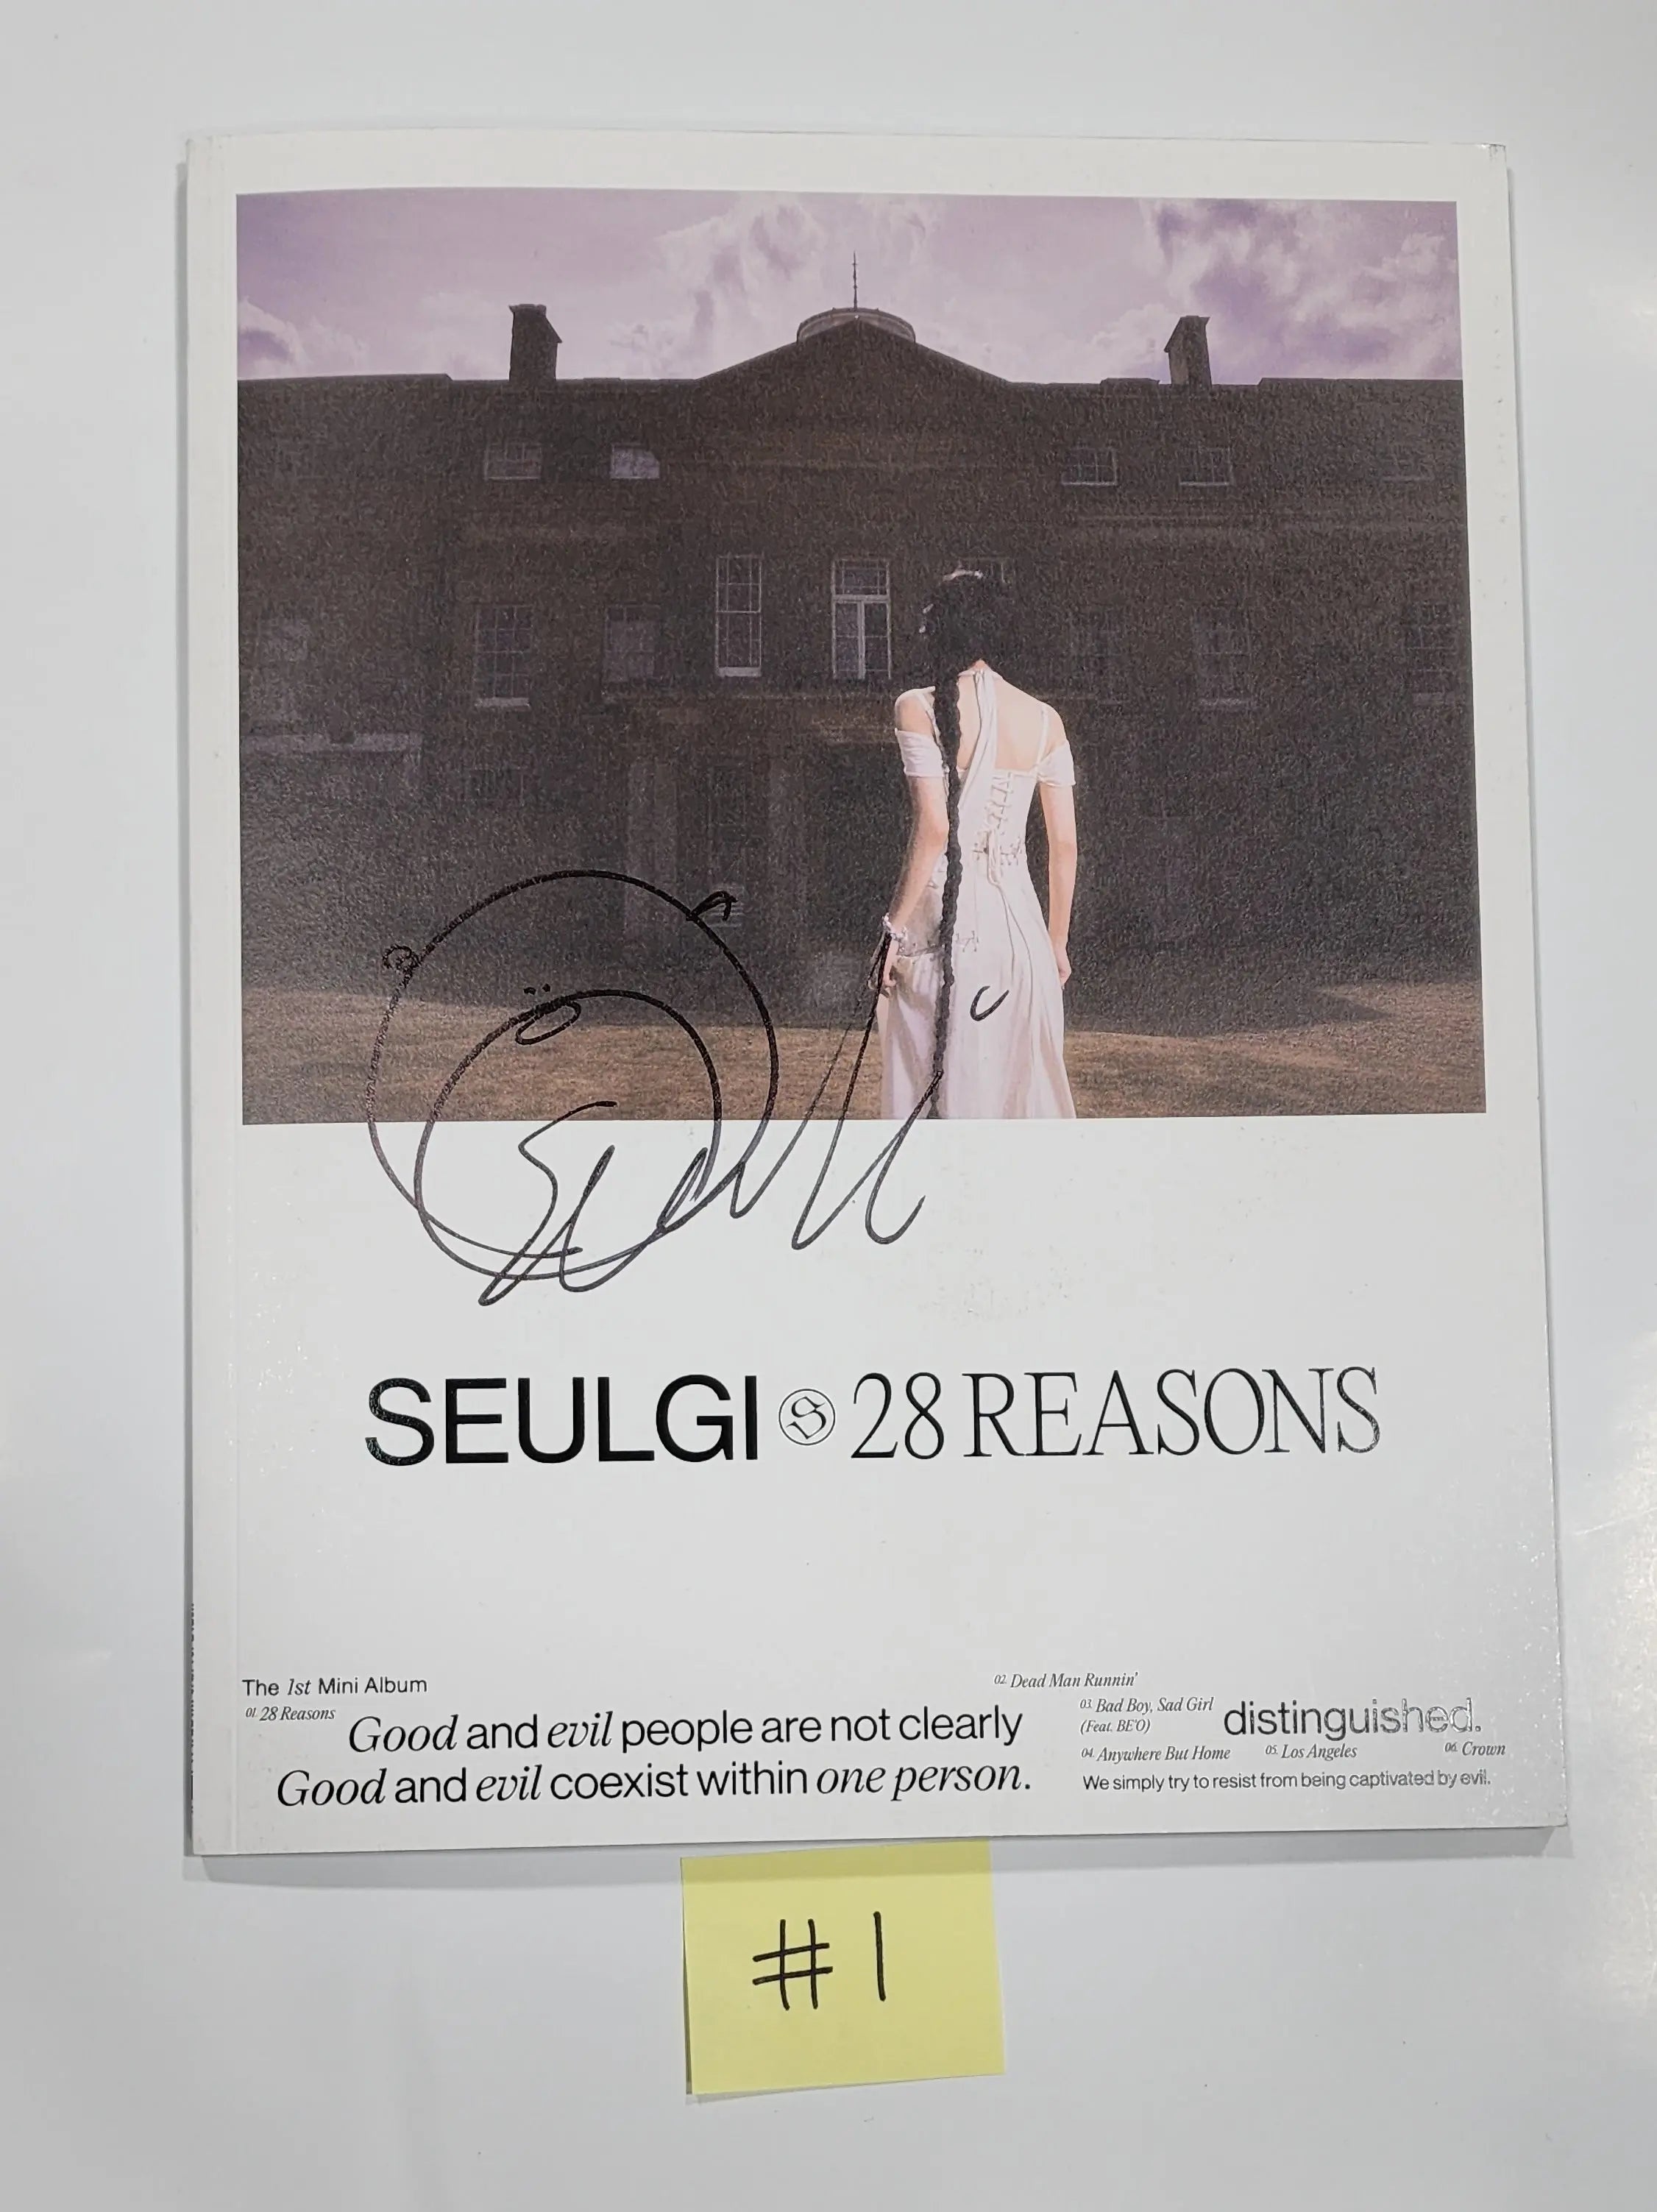 SEULGI S 28 REASONS
The 1st Mini Album
02. Dead Man Runnin'
01. 28 Reasons
Good and evil people are not clearly
03. Bad Boy, Sad Girl
(Feat. BE'O)
distinguished.
04. Anywhere But Home
05. Los Angeles
06. Crown
Good and evil coexist within one person.
We simply try to resist from being captivated by evil.
#1